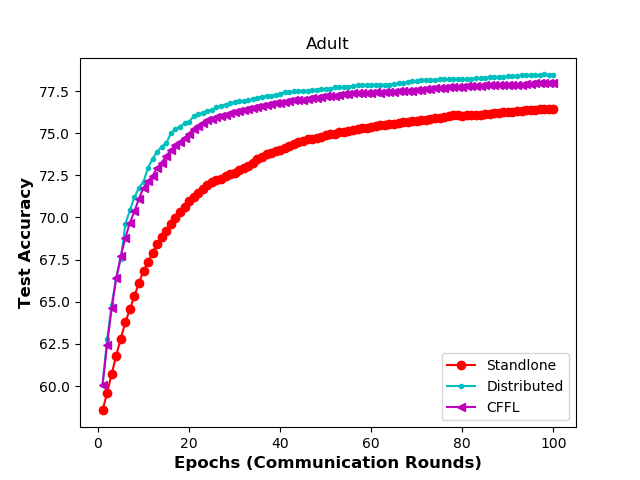 Adult
Test Accuracy
77.5
75.0
72.5
70.0
67.5
65.0
62.5
60.0
0 20 40 60 80 100
Epochs (Communication Rounds)
Standlone
Distributed
CFFL